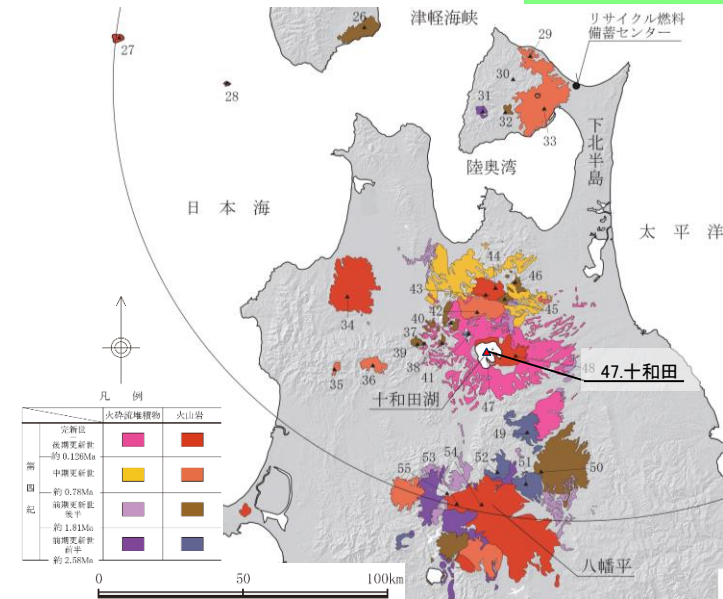 津軽海峡
リサイクル燃料
備蓄センター
26
27
28
29
30
31
32
33
陸奥湾
下北半島
日本海
太平洋
44
43
46
42
45
40
37
34
39
38
41
35
36
48
47.十和田
十和田湖
47
49
凡例
火砕流堆積物
火山岩
第四紀
完新世
後期更新世
約 0.126Ma
中期更新世
約 0.78Ma
前期更新世
後半
約 1.81Ma
前期更新世
前半
約 2.58Ma
53
54
52
51
50
55
八幡平
0
50
100km